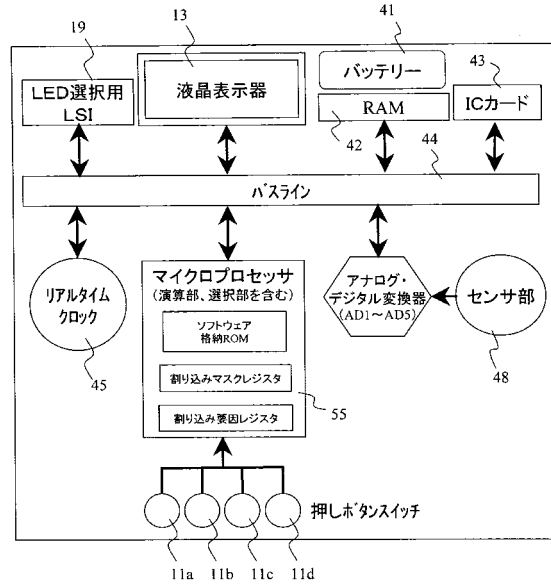 19
13
41
43
LED選択用
LSI
液晶表示器
バッテリー
RAM
42
ICカード
44
バスライン
リアルタイム
クロック
45
マイクロプロセッサ
(演算部、選択部を含む)
ソフトウェア
格納ROM
割り込みマスクレジスタ
割り込み要因レジスタ
55
アナログ・
デジタル変換器
(AD1～AD5)
センサ部
48
押しボタンスイッチ
11a
11b
11c
11d